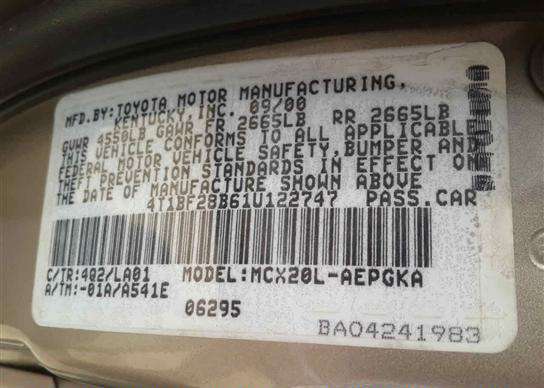 MFD.BY:TOYOTA MOTOR MANUFACTURING,
KENTUCKY,INC. 09/00
GVWR 4550LB GAWR FR 2665LB RR 2665LB
THIS VEHICLE CONFORMS TO ALL APPLICABLE
FEDERAL MOTOR VEHICLE SAFETY,BUMPER AND
THEFT PREVENTION STANDARDS IN EFFECT ON
THE DATE OF MANUFACTURE SHOWN ABOVE
4T1BF28B61U122747 PASS.CAR
C/TR:4Q2/LA01 MODEL:MCX20L-AEPGKA
A/TM:-01A/A541E
06295
BA04241983